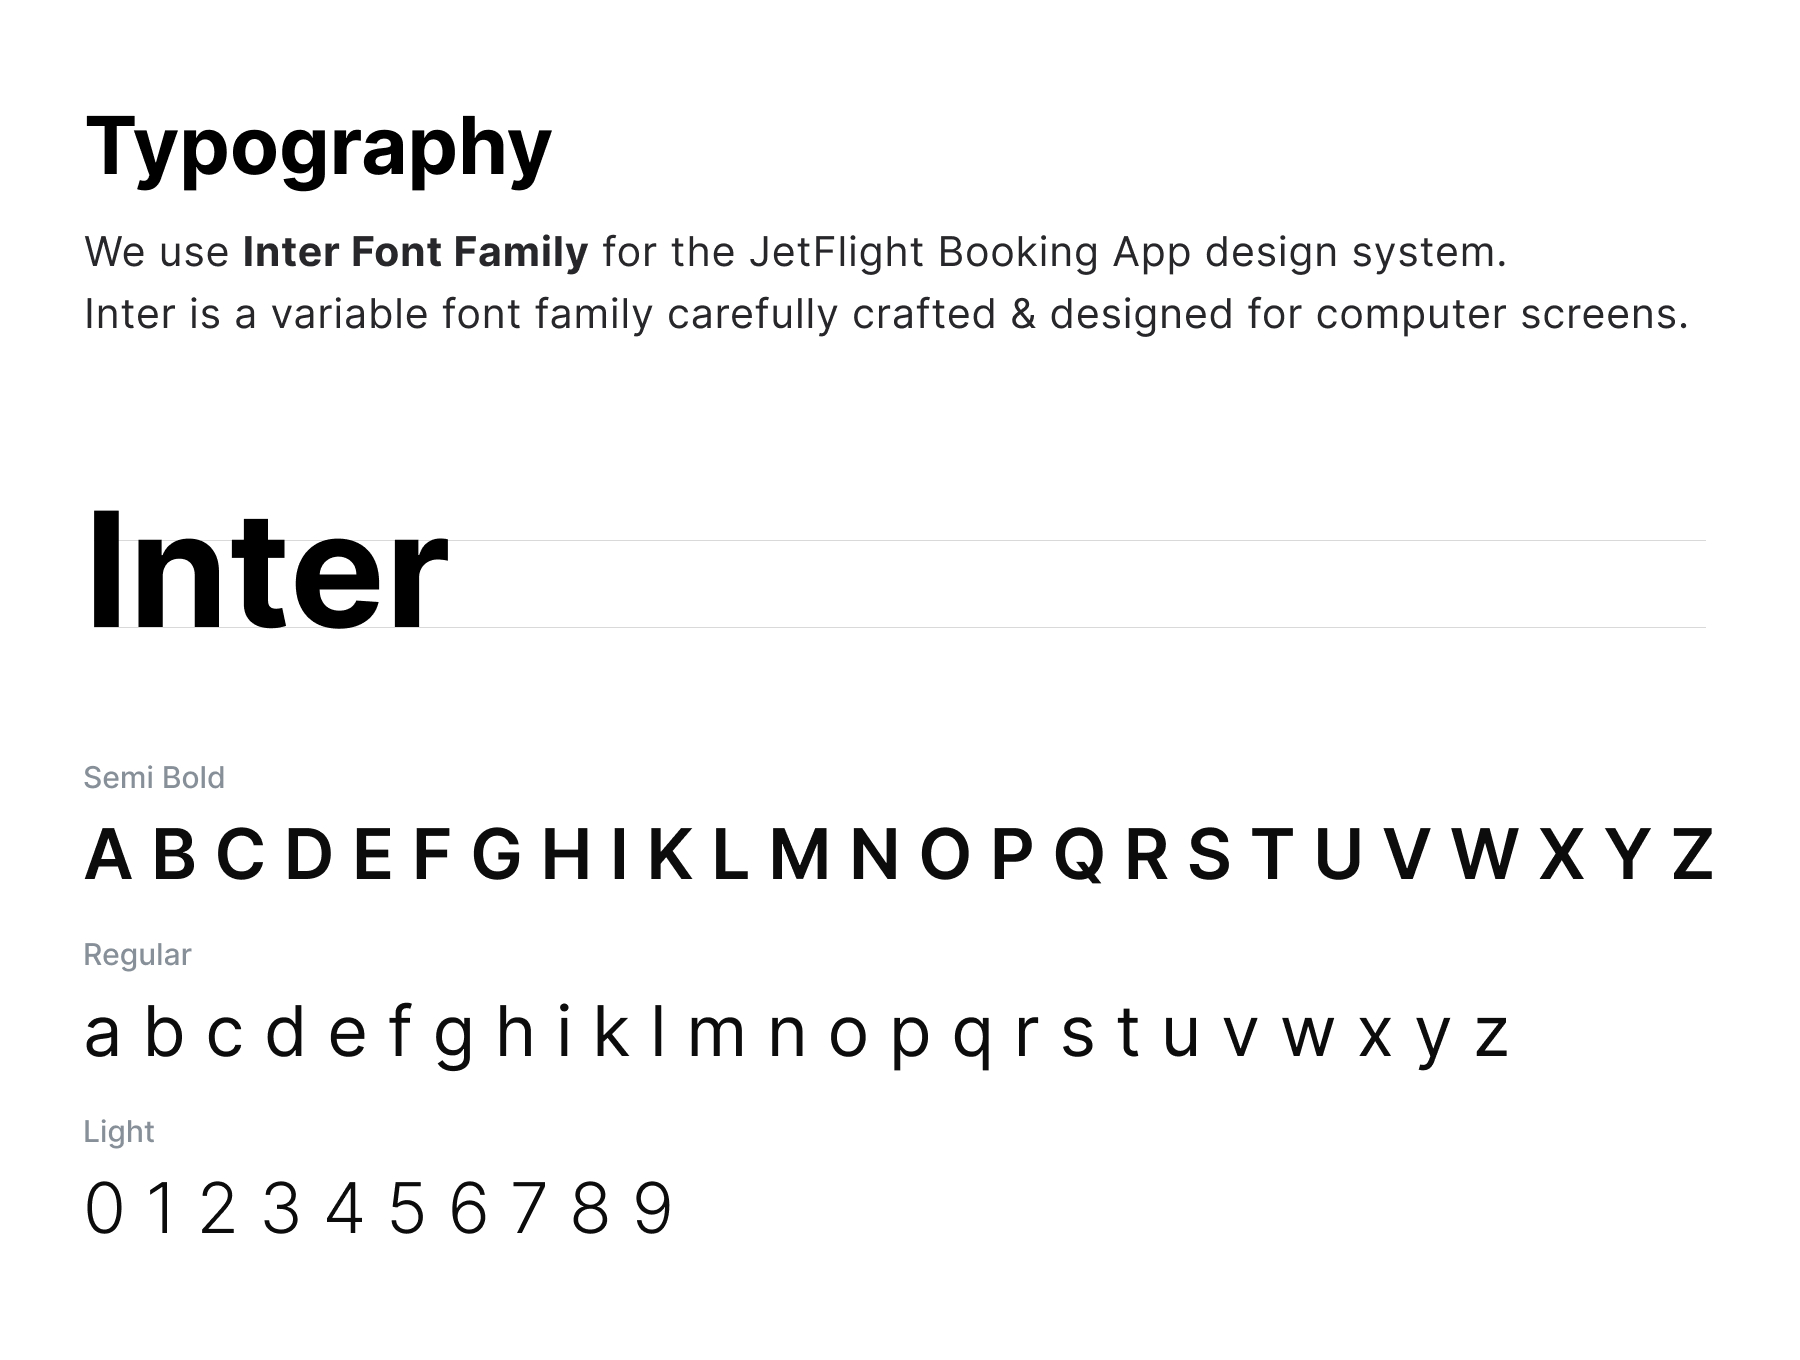 Typography
We use Inter Font Family for the JetFlight Booking App design system.
Inter is a variable font family carefully crafted & designed for computer screens.
Inter
Semi Bold
A B C D E F G H I K L M N O P Q R S T U V W X Y Z
Regular
a b c d e f g h i k l m n o p q r s t u v w x y z
Light
0 1 2 3 4 5 6 7 8 9